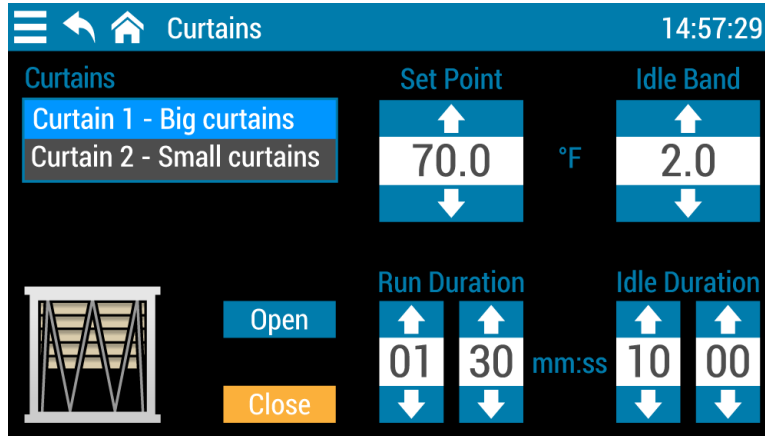 Curtains 14:57:29
Curtains Set Point Idle Band
Curtain 1 - Big curtains
Curtain 2 - Small curtains 70.0 °F 2.0
Run Duration Idle Duration
Open
01 30 mm:ss 10 00
Close